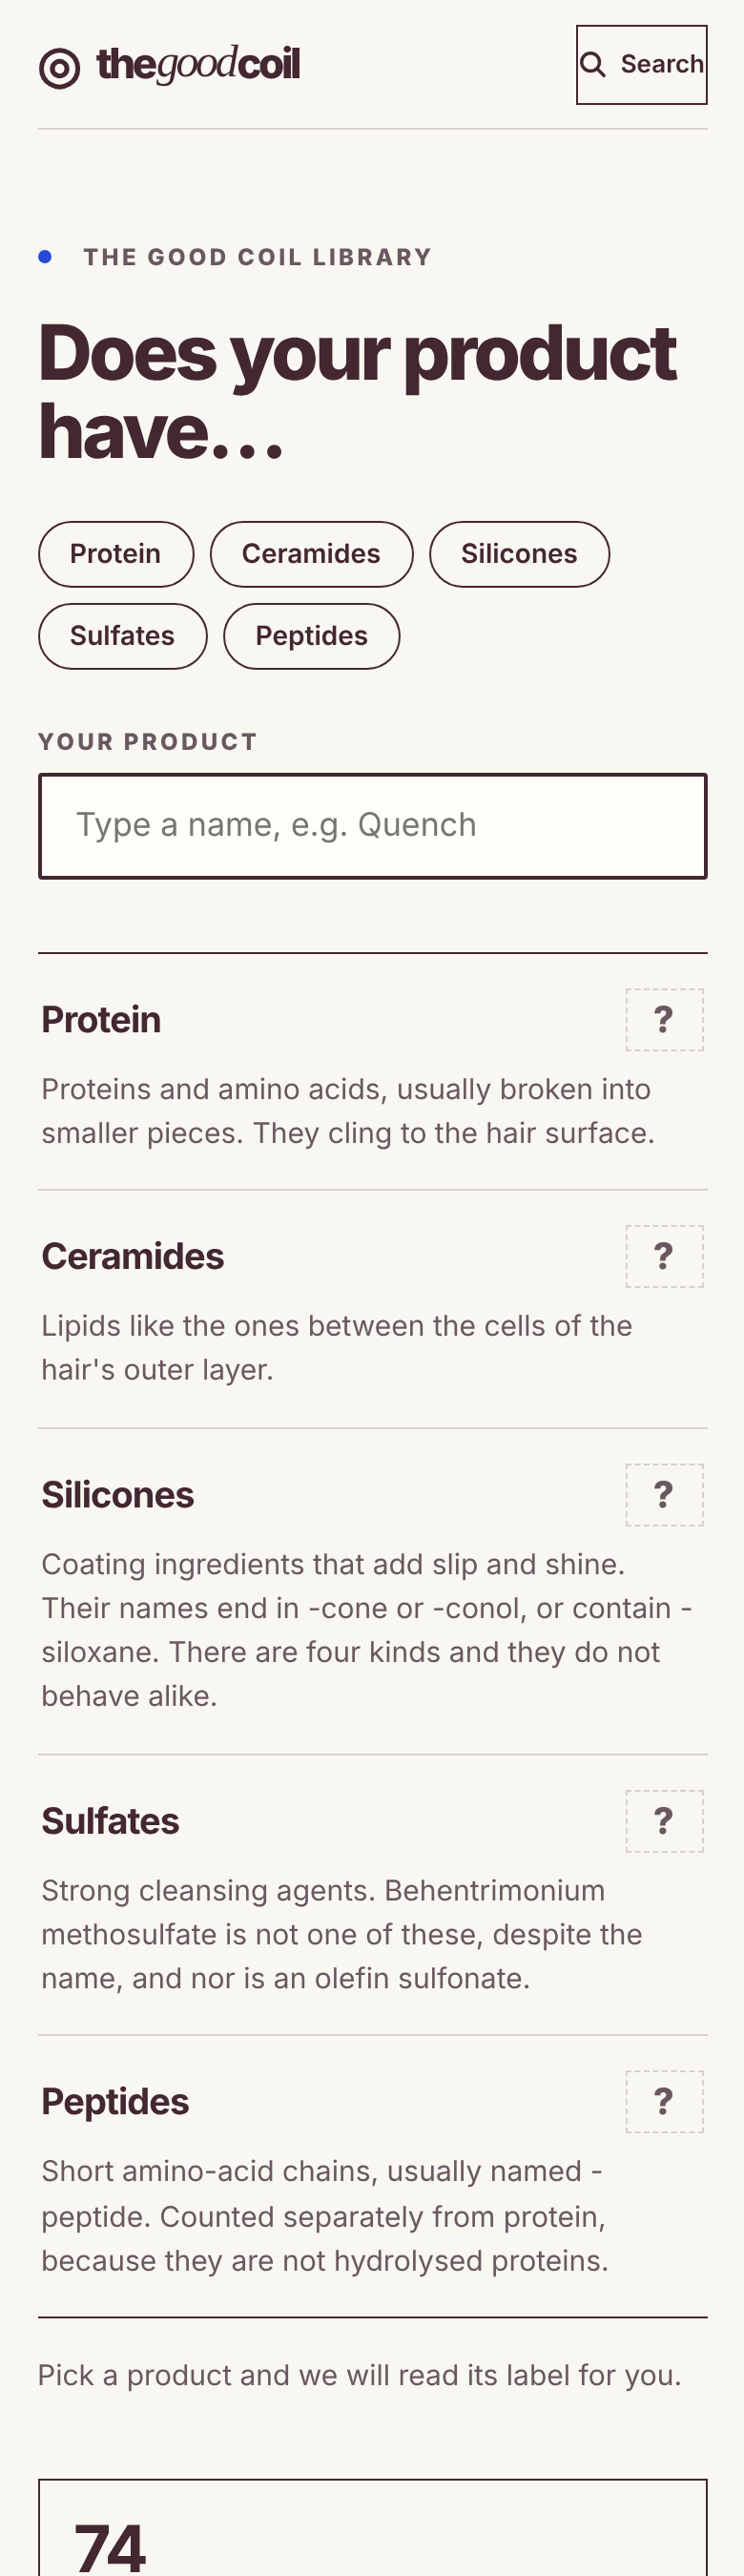 thegoodcoil
Search
THE GOOD COIL LIBRARY
Does your product
have...
Protein
Ceramides
Silicones
Sulfates
Peptides
YOUR PRODUCT
Type a name, e.g. Quench
Protein
?
Proteins and amino acids, usually broken into
smaller pieces. They cling to the hair surface.
Ceramides
?
Lipids like the ones between the cells of the
hair's outer layer.
Silicones
?
Coating ingredients that add slip and shine.
Their names end in -cone or -conol, or contain -
siloxane. There are four kinds and they do not
behave alike.
Sulfates
?
Strong cleansing agents. Behentrimonium
methosulfate is not one of these, despite the
name, and nor is an olefin sulfonate.
Peptides
?
Short amino-acid chains, usually named -
peptide. Counted separately from protein,
because they are not hydrolysed proteins.
Pick a product and we will read its label for you.
74